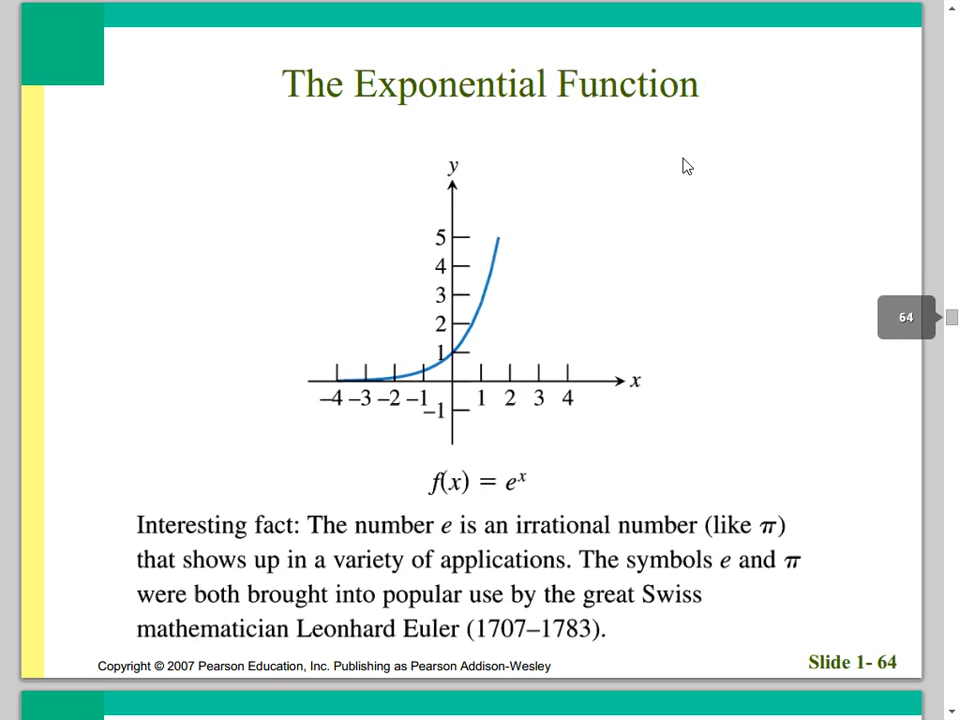 The Exponential Function
y
5
4
3
2
1
x
–4 –3 –2 –1 1 2 3 4
–1
f(x) = eˣ
Interesting fact: The number e is an irrational number (like π)
that shows up in a variety of applications. The symbols e and π
were both brought into popular use by the great Swiss
mathematician Leonhard Euler (1707–1783).
Copyright © 2007 Pearson Education, Inc. Publishing as Pearson Addison-Wesley
Slide 1- 64
64